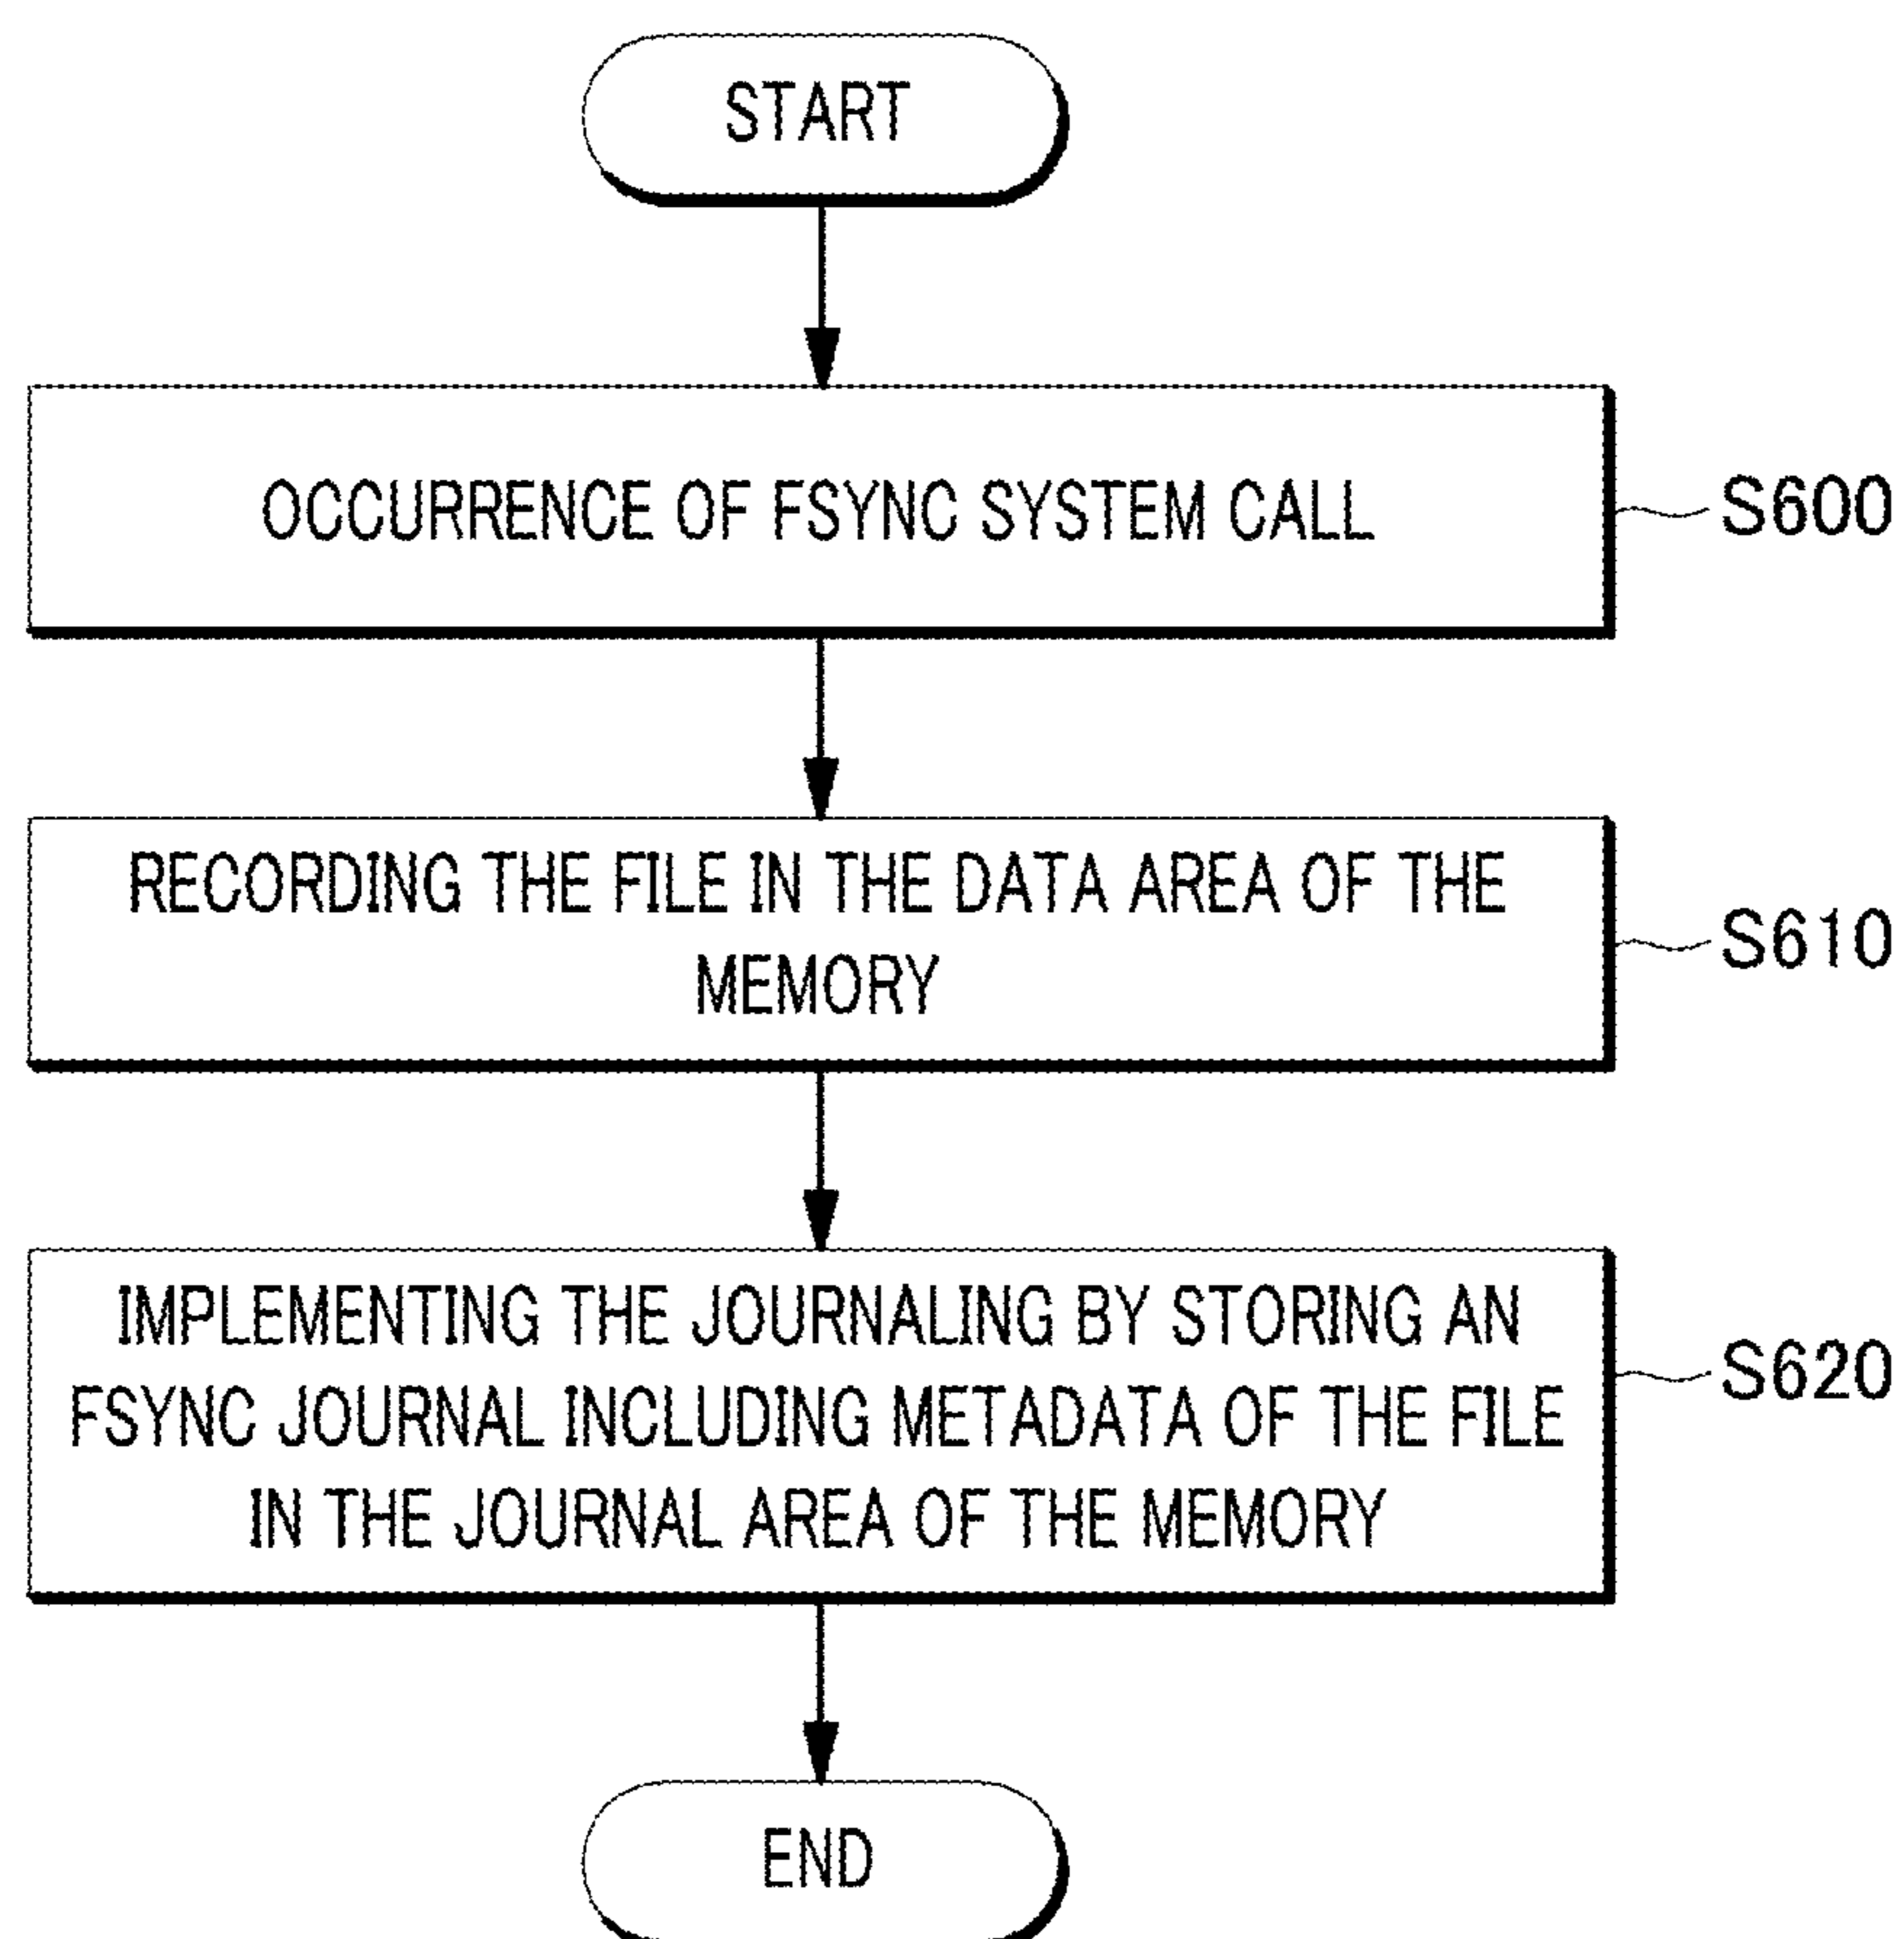 START
OCCURRENCE OF FSYNC SYSTEM CALL
S600
RECORDING THE FILE IN THE DATA AREA OF THE
MEMORY
S610
IMPLEMENTING THE JOURNALING BY STORING AN
FSYNC JOURNAL INCLUDING METADATA OF THE FILE
IN THE JOURNAL AREA OF THE MEMORY
S620
END